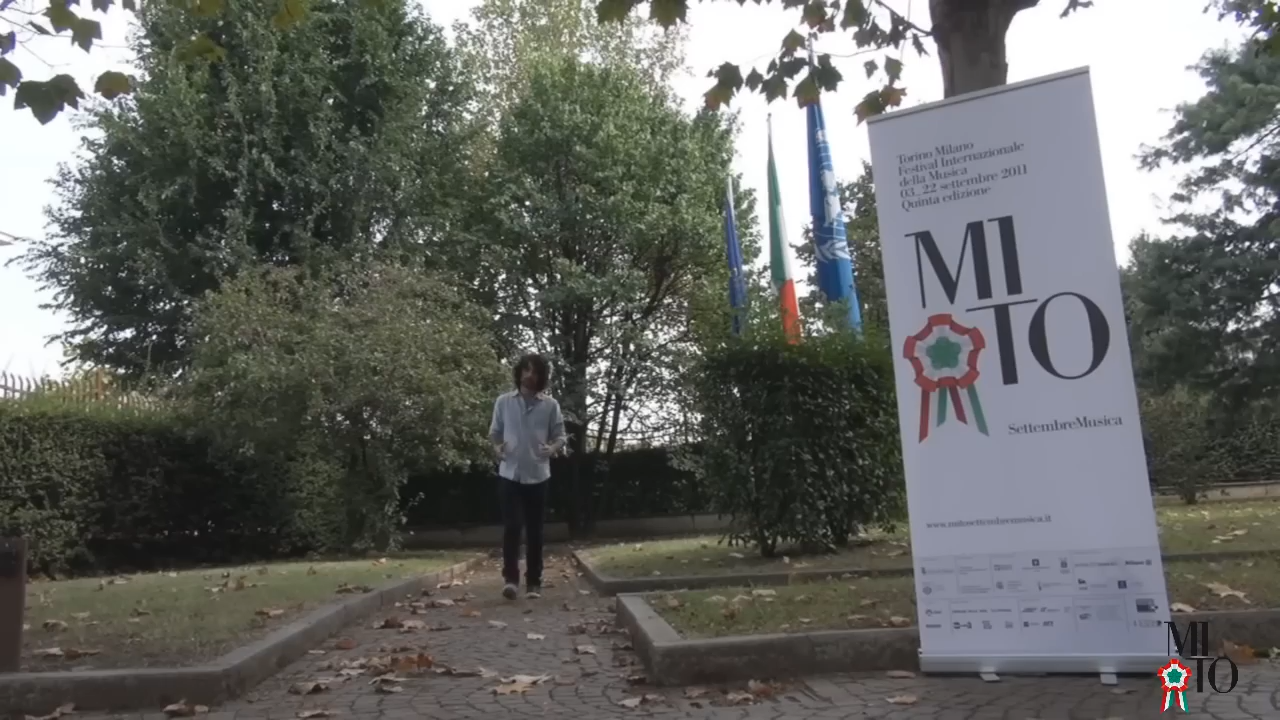 Torino Milano
Festival Internazionale
della Musica
03_22 settembre 2011
Quinta edizione
MI
TO
SettembreMusica
www.mitosettembremusica.it
MI
TO